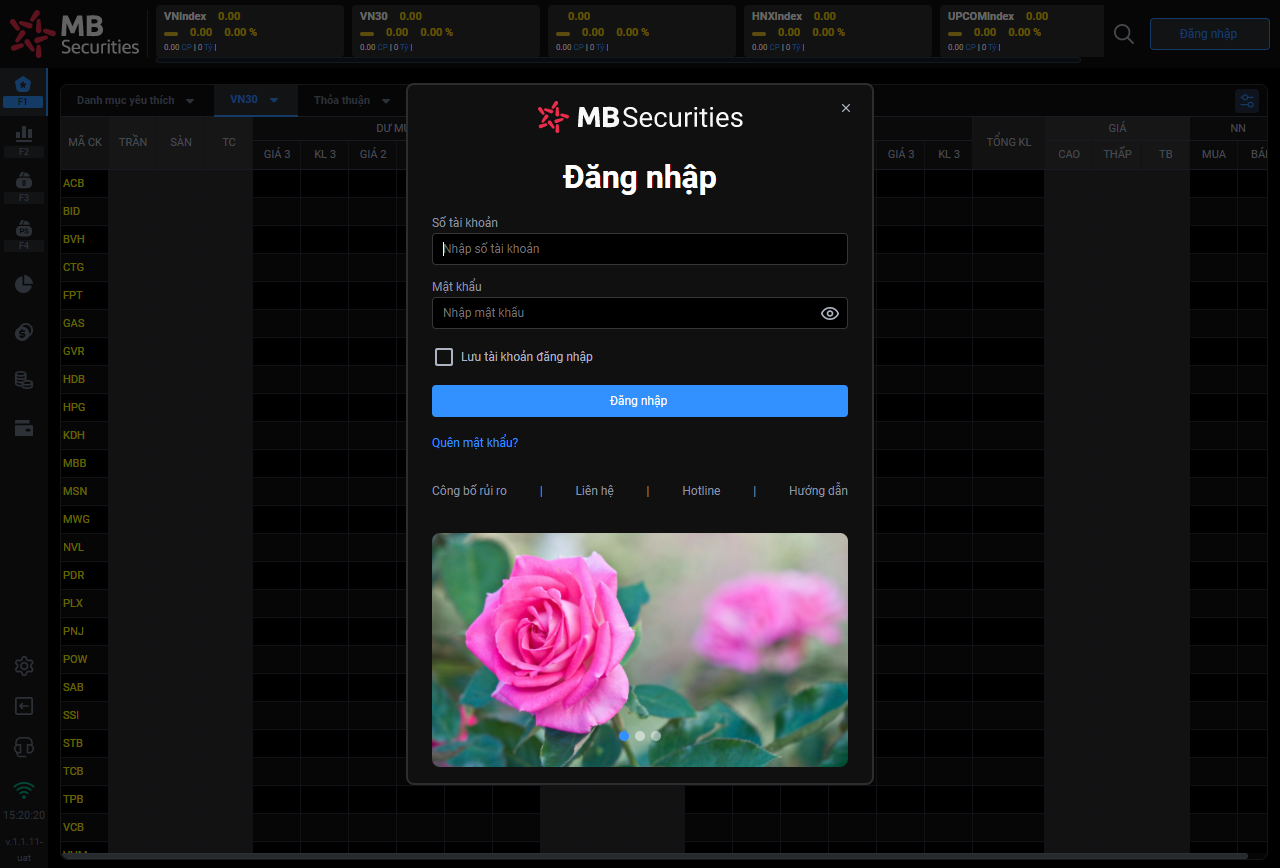 MB
Securities
VNIndex 0.00
0.00 0.00 %
0.00 CP | 0 Tỷ |
VN30 0.00
0.00 0.00 %
0.00 CP | 0 Tỷ |
0.00
0.00 0.00 %
0.00 CP | 0 Tỷ |
HNXIndex 0.00
0.00 0.00 %
0.00 CP | 0 Tỷ |
UPCOMIndex 0.00
0.00 0.00 %
0.00 CP | 0 Tỷ |
Đăng nhập
F1
F2
F3
F4
PS
15:20:20
v.1.1.11-
uat
Danh mục yêu thích
VN30
Thỏa thuận
MÃ CK TRẦN SÀN TC
GIÁ 3 KL 3 GIÁ 2
GIÁ 3 KL 3
TỔNG KL
GIÁ
CAO THẤP TB
NN
MUA
ACB
BID
BVH
CTG
FPT
GAS
GVR
HDB
HPG
KDH
MBB
MSN
MWG
NVL
PDR
PLX
PNJ
POW
SAB
SSI
STB
TCB
TPB
VCB
MBSecurities
Đăng nhập
Số tài khoản
Nhập số tài khoản
Mật khẩu
Nhập mật khẩu
Lưu tài khoản đăng nhập
Đăng nhập
Quên mật khẩu?
Công bố rủi ro | Liên hệ | Hotline | Hướng dẫn